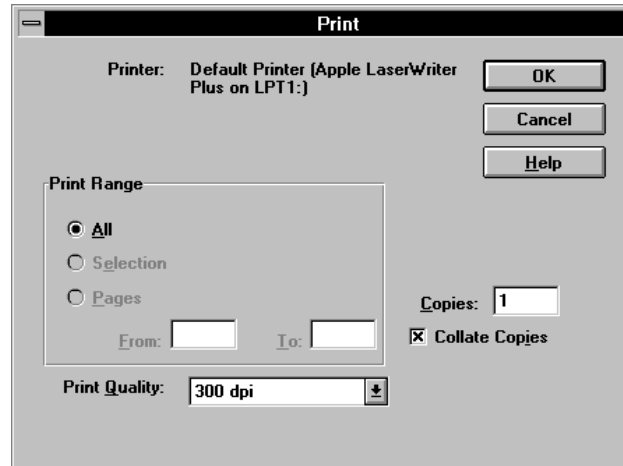 Print
Printer: Default Printer (Apple LaserWriter
Plus on LPT1:)
OK
Cancel
Help
Print Range
All
Selection
Pages
From: To:
Copies: 1
Collate Copies
Print Quality: 300 dpi